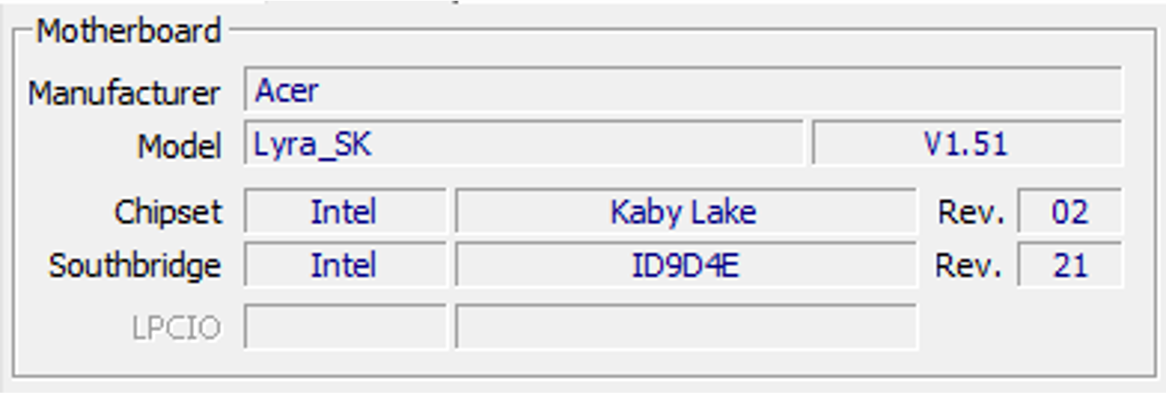 Motherboard
Manufacturer Acer
Model Lyra_SK V1.51
Chipset Intel Kaby Lake Rev. 02
Southbridge Intel ID9D4E Rev. 21
LPCIO